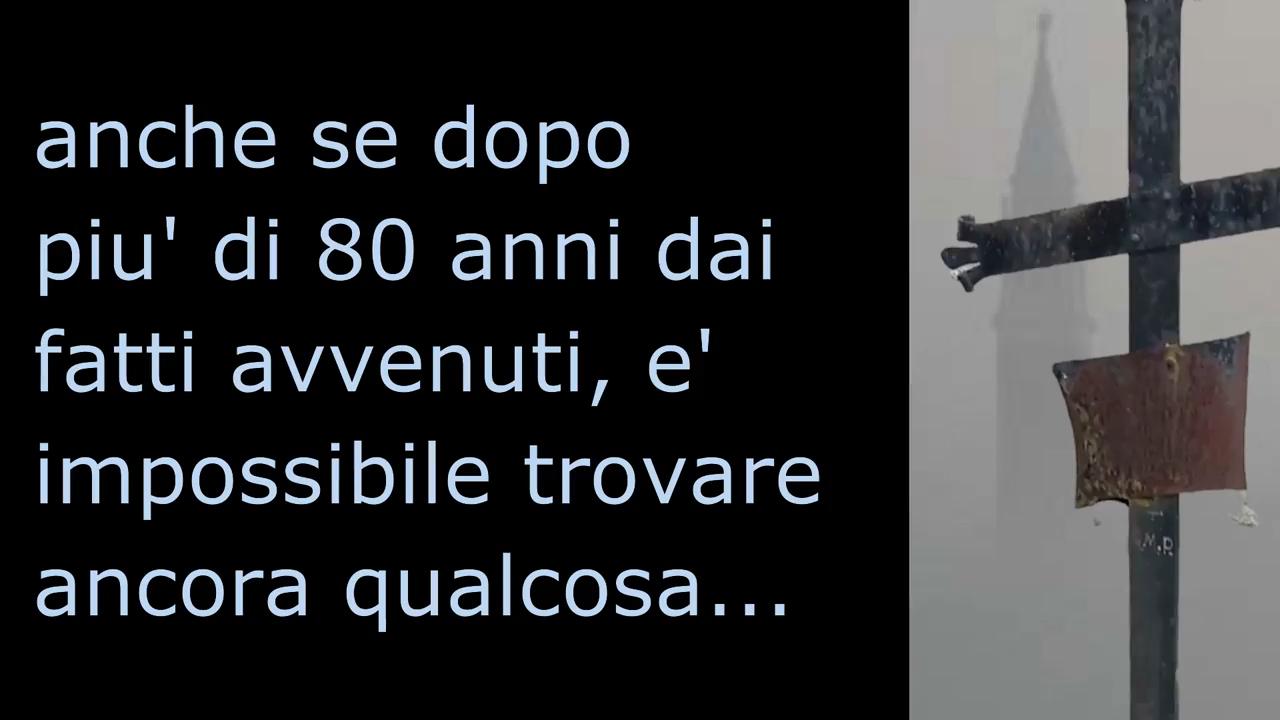 anche se dopo
piu' di 80 anni dai
fatti avvenuti, e'
impossibile trovare
ancora qualcosa...
.M.P